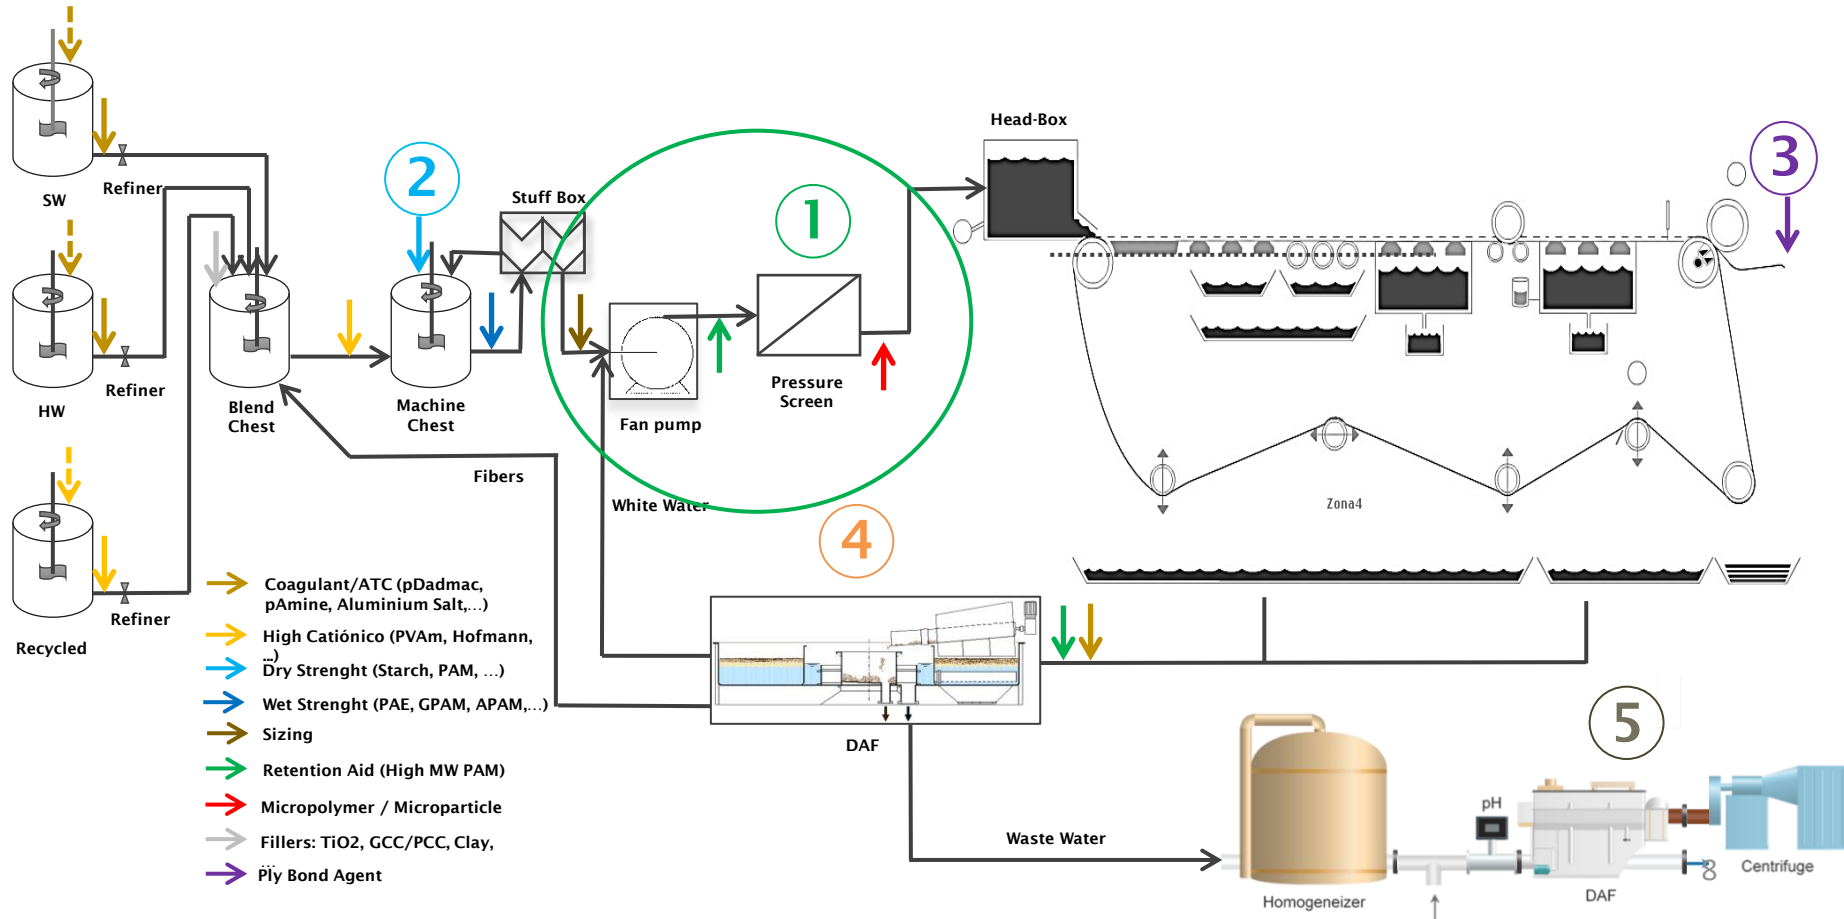 Head-Box
2
3
Stuff Box
1
Refiner
SW
Refiner
HW
Blend
Chest
Machine
Chest
Fan pump
Pressure
Screen
Fibers
White Water
4
Zona4
Refiner
Recycled
Coagulant/ATC (pDadmac,
pAmine, Aluminium Salt,...)
High Catiónico (PVAm, Hofmann,
...)
Dry Strenght (Starch, PAM, ...)
Wet Strenght (PAE, GPAM, APAM,...)
Sizing
Retention Aid (High MW PAM)
Micropolymer / Microparticle
Fillers: TiO2, GCC/PCC, Clay,
...
Ply Bond Agent
DAF
Waste Water
5
pH
Homogeneizer
DAF
Centrifuge